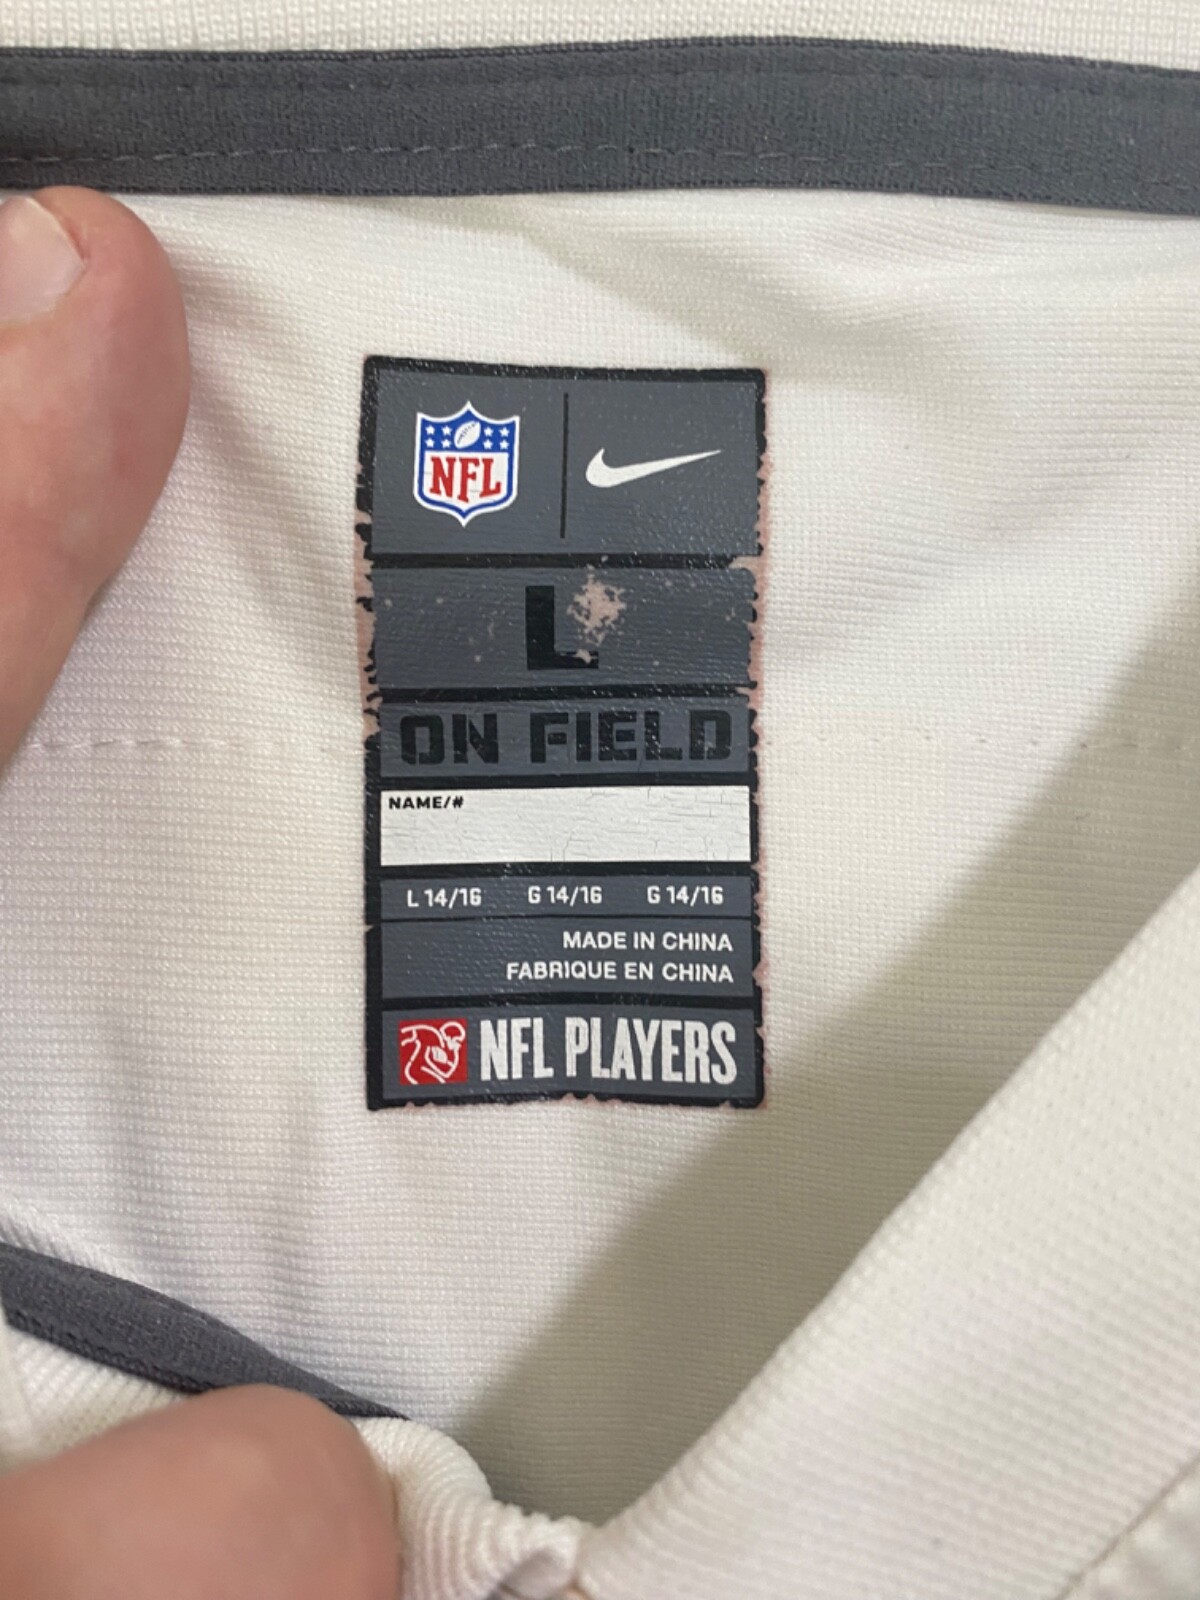 NFL
L
ON FIELD
NAME/#
L 14/16 G 14/16 G 14/16
MADE IN CHINA
FABRIQUE EN CHINA
NFL PLAYERS